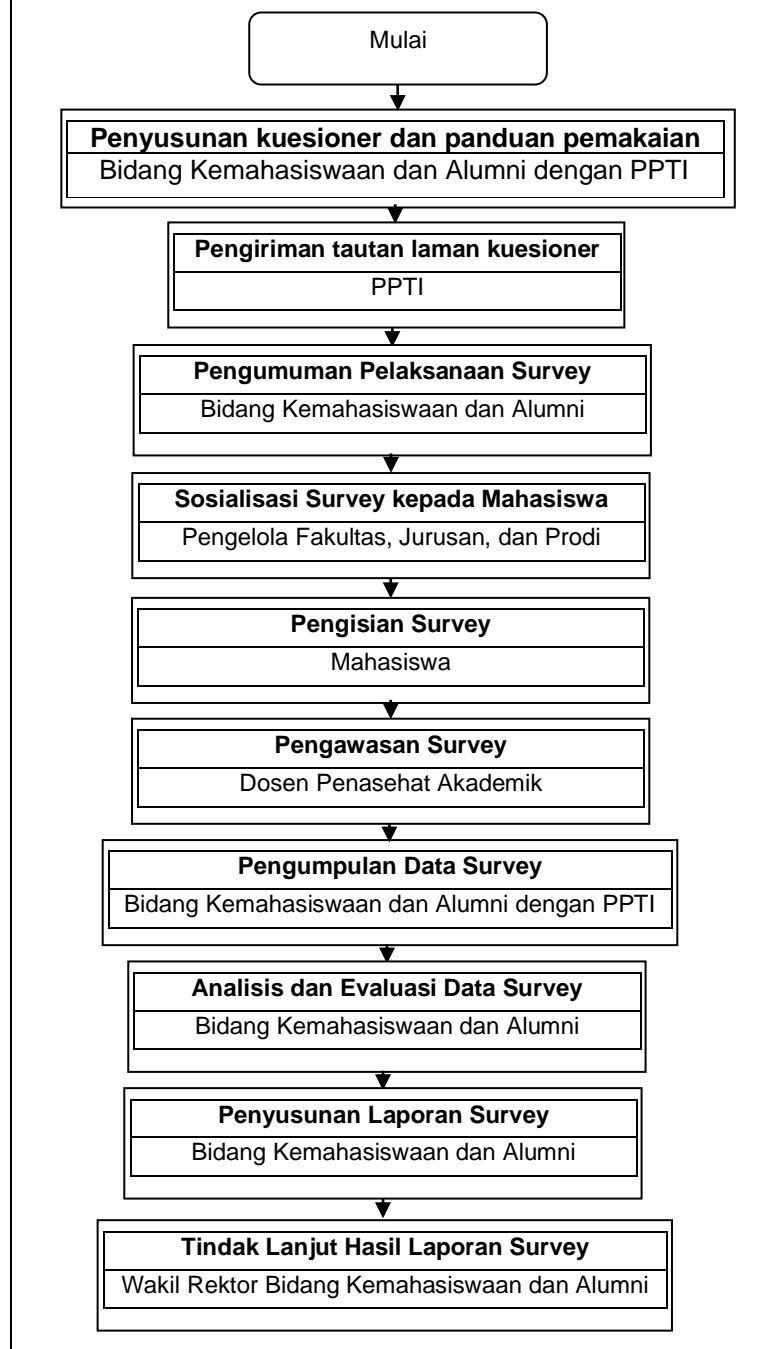 Mulai
Penyusunan kuesioner dan panduan pemakaian
Bidang Kemahasiswaan dan Alumni dengan PPTI
Pengiriman tautan laman kuesioner
PPTI
Pengumuman Pelaksanaan Survey
Bidang Kemahasiswaan dan Alumni
Sosialisasi Survey kepada Mahasiswa
Pengelola Fakultas, Jurusan, dan Prodi
Pengisian Survey
Mahasiswa
Pengawasan Survey
Dosen Penasehat Akademik
Pengumpulan Data Survey
Bidang Kemahasiswaan dan Alumni dengan PPTI
Analisis dan Evaluasi Data Survey
Bidang Kemahasiswaan dan Alumni
Penyusunan Laporan Survey
Bidang Kemahasiswaan dan Alumni
Tindak Lanjut Hasil Laporan Survey
Wakil Rektor Bidang Kemahasiswaan dan Alumni